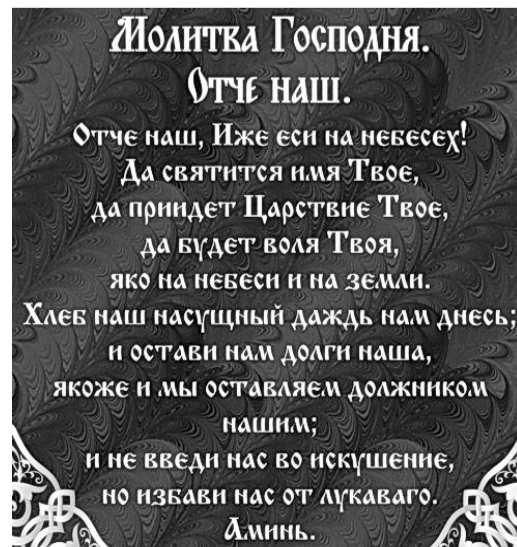 Молитва Господня.
Отче наш.
Отче наш, Иже еси на небесех!
Да святится имя Твое,
да приидет Царствие Твое,
да будет воля Твоя,
яко на небеси и на земли.
Хлеб наш насущный даждь нам днесь;
и остави нам долги наша,
якоже и мы оставляем должником
нашим;
и не введи нас во искушение,
но избави нас от лукаваго.
Аминь.